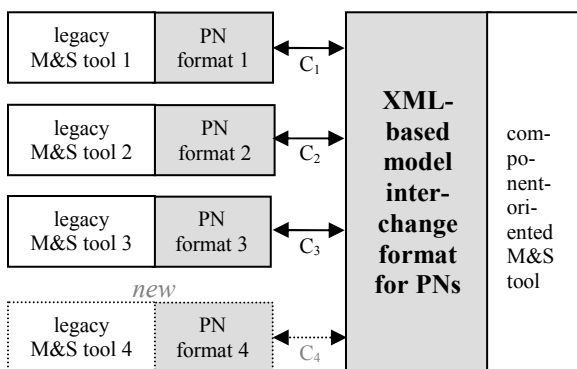 legacy
M&S tool 1
PN
format 1
C1
legacy
M&S tool 2
PN
format 2
C2
legacy
M&S tool 3
PN
format 3
C3
new
legacy
M&S tool 4
PN
format 4
C4
XML-
based
model
inter-
change
format
for PNs
com-
po-
nent-
ori-
ented
M&S
tool